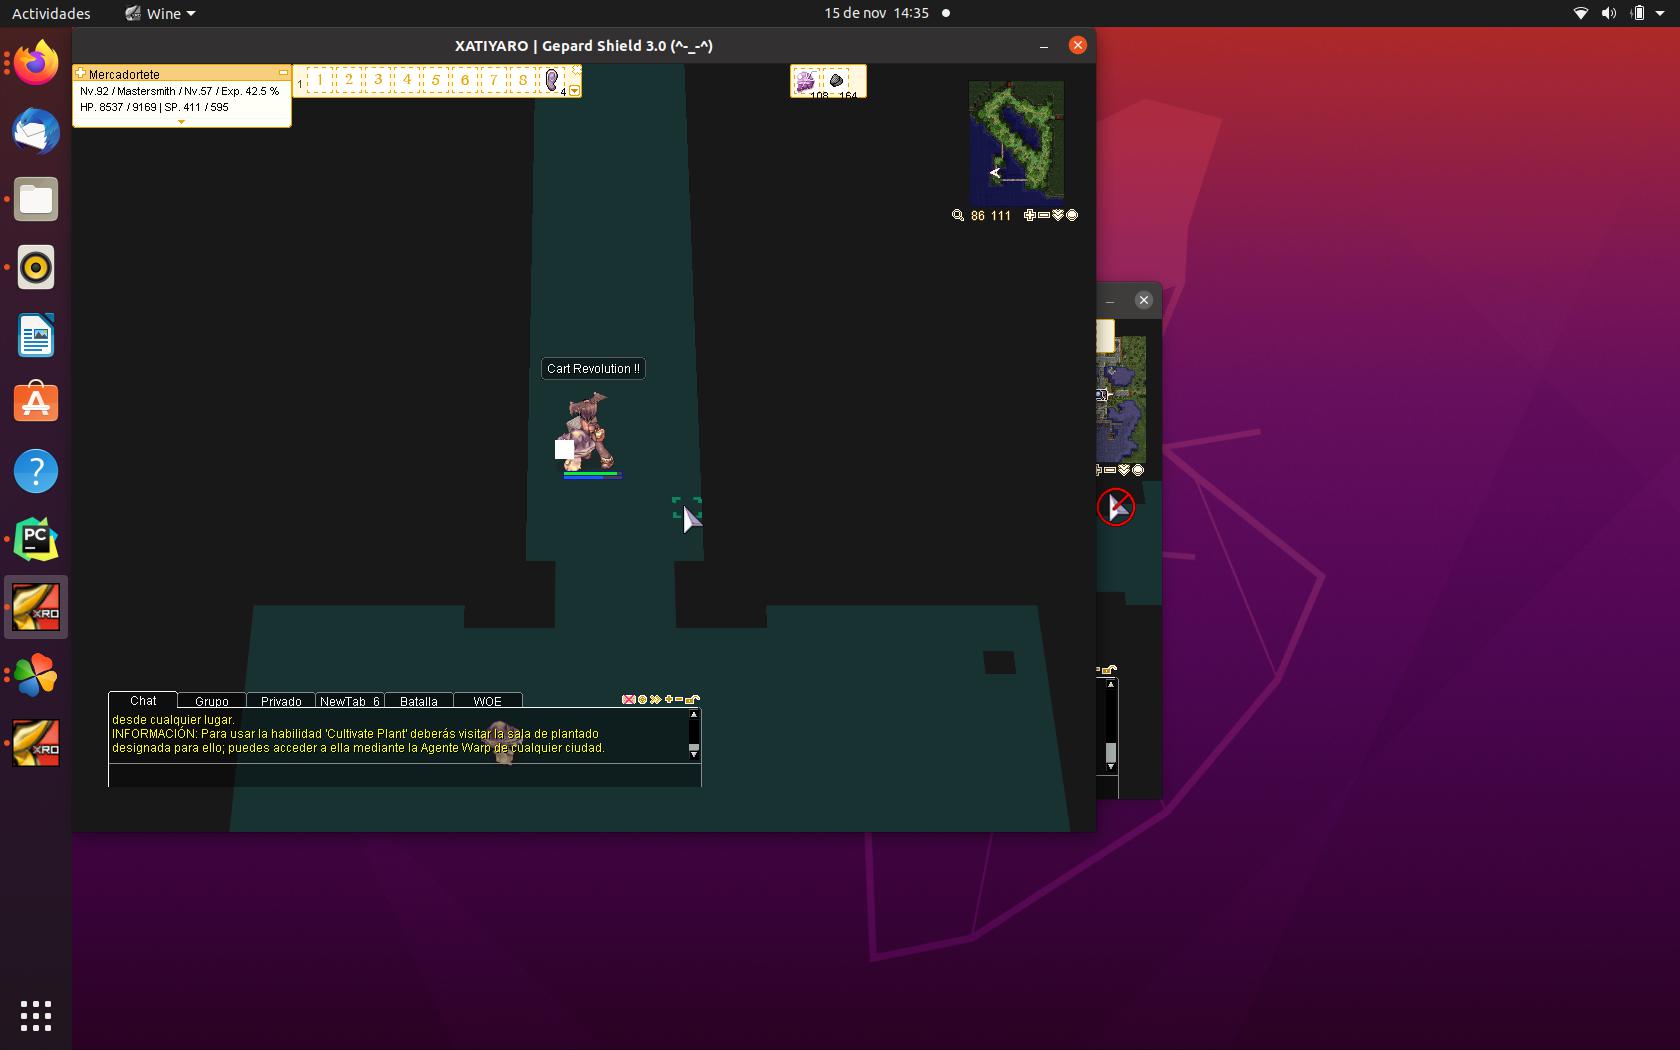 Actividades
Wine
15 de nov 14:35
XATIYARO | Gepard Shield 3.0 (^-_-^)
Mercadortete
Nv.92 / Mastersmith / Nv.57 / Exp. 42.5 %
HP. 8537 / 9169 | SP. 411 / 595
1 1 2 3 4 5 6 7 8 4
108 164
86 111
Cart Revolution !!
Chat Grupo Privado NewTab_6 Batalla WOE
desde cualquier lugar.
INFORMACIÓN: Para usar la habilidad 'Cultivate Plant' deberás visitar la sala de plantado
designada para ello; puedes acceder a ella mediante la Agente Warp de cualquier ciudad.
PC
XRO
XRO